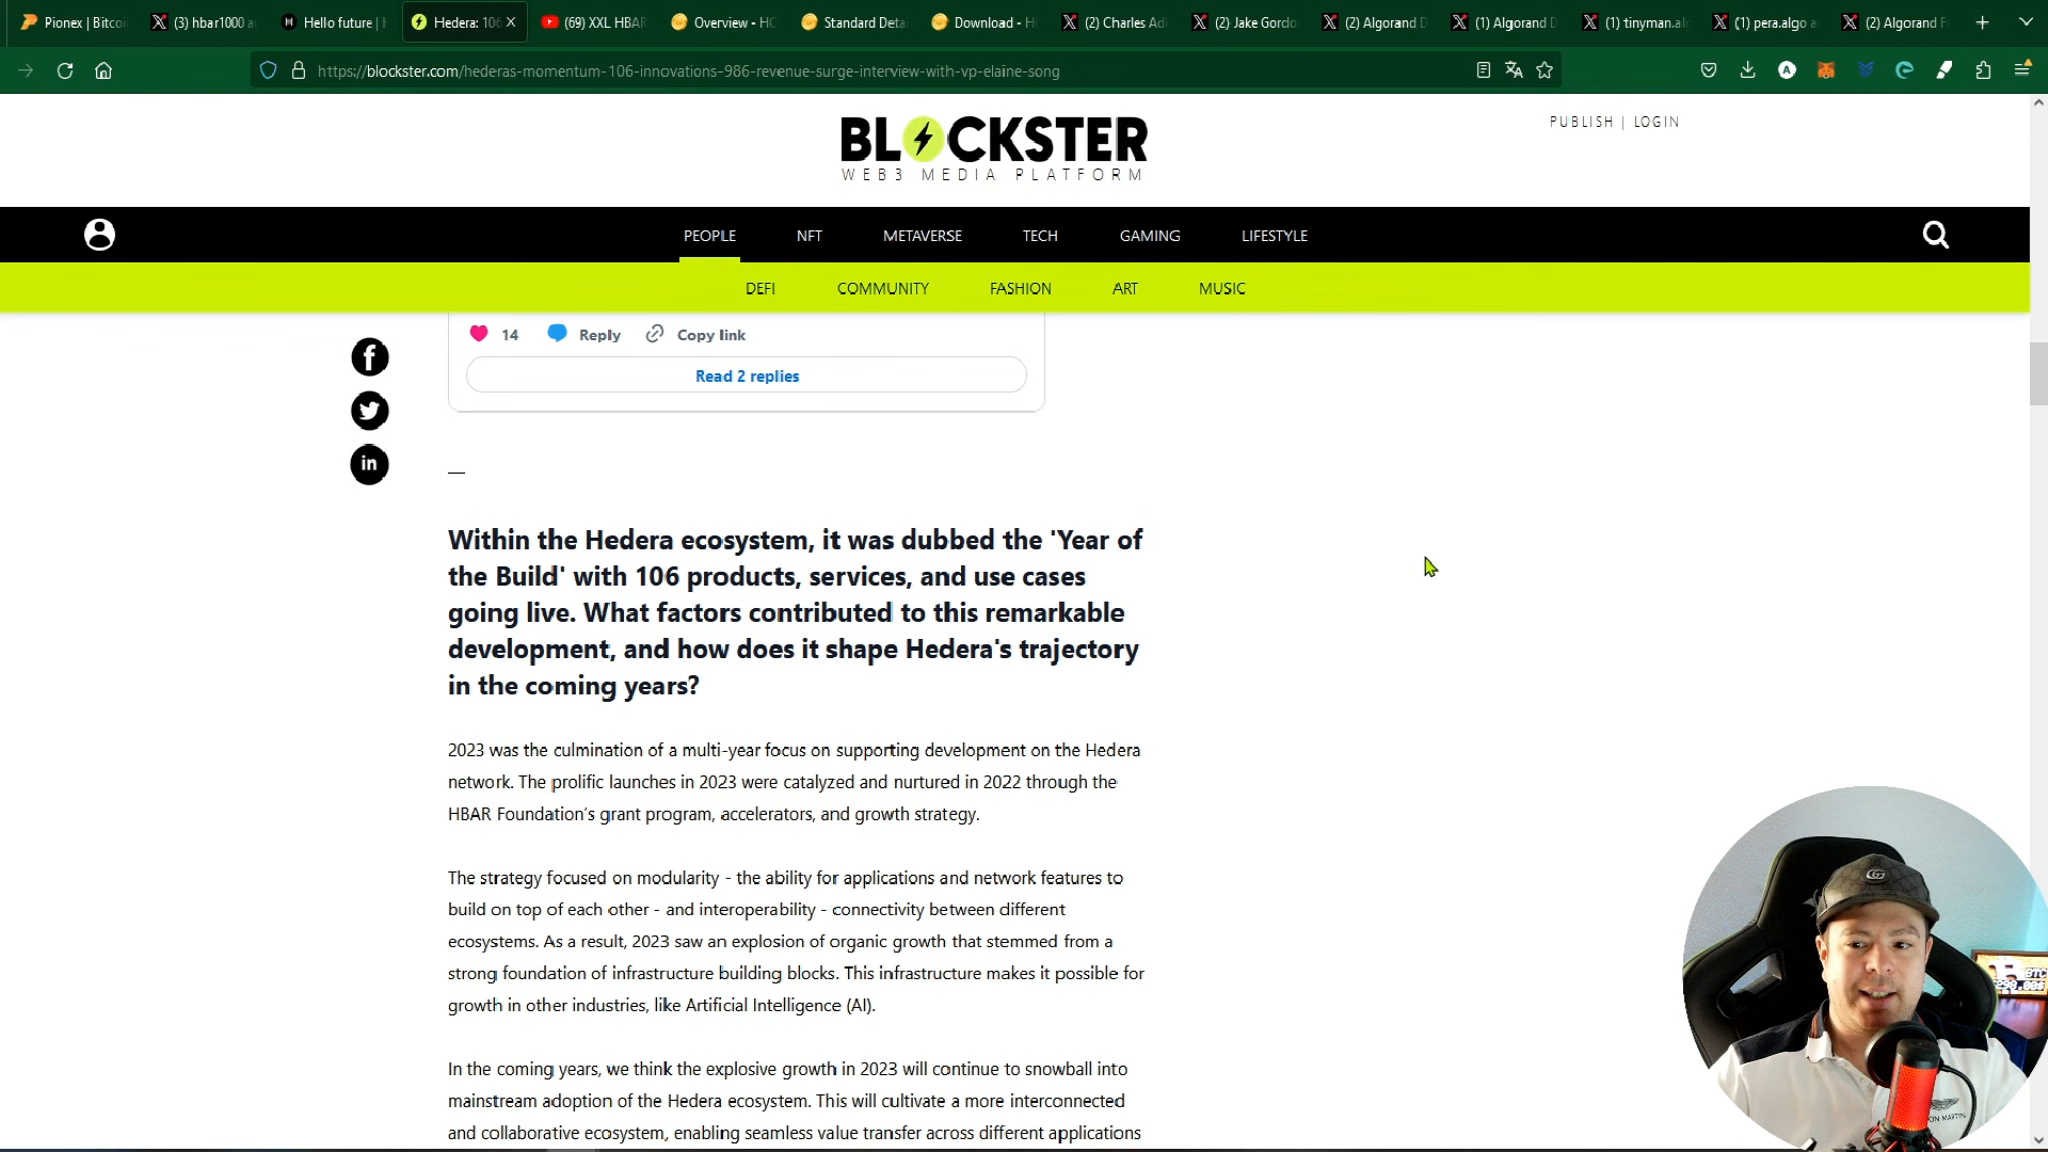 Pionex | Bitcoi
(3) hbar1000 a
Hello future |
Hedera: 106
(69) XXL HBAR
Overview - HC
Standard Deta
Download - H
(2) Charles Ad
(2) Jake Gordo
(2) Algorand D
(1) Algorand D
(1) tinyman.al
(1) pera.algo a
(2) Algorand F
https://blockster.com/hederas-momentum-106-innovations-986-revenue-surge-interview-with-vp-elaine-song
BLOCKSTER
WEB3 MEDIA PLATFORM
PUBLISH | LOGIN
PEOPLE NFT METAVERSE TECH GAMING LIFESTYLE
DEFI COMMUNITY FASHION ART MUSIC
14 Reply Copy link
Read 2 replies
—
Within the Hedera ecosystem, it was dubbed the 'Year of
the Build' with 106 products, services, and use cases
going live. What factors contributed to this remarkable
development, and how does it shape Hedera's trajectory
in the coming years?
2023 was the culmination of a multi-year focus on supporting development on the Hedera
network. The prolific launches in 2023 were catalyzed and nurtured in 2022 through the
HBAR Foundation’s grant program, accelerators, and growth strategy.
The strategy focused on modularity - the ability for applications and network features to
build on top of each other - and interoperability - connectivity between different
ecosystems. As a result, 2023 saw an explosion of organic growth that stemmed from a
strong foundation of infrastructure building blocks. This infrastructure makes it possible for
growth in other industries, like Artificial Intelligence (AI).
In the coming years, we think the explosive growth in 2023 will continue to snowball into
mainstream adoption of the Hedera ecosystem. This will cultivate a more interconnected
and collaborative ecosystem, enabling seamless value transfer across different applications
BTC